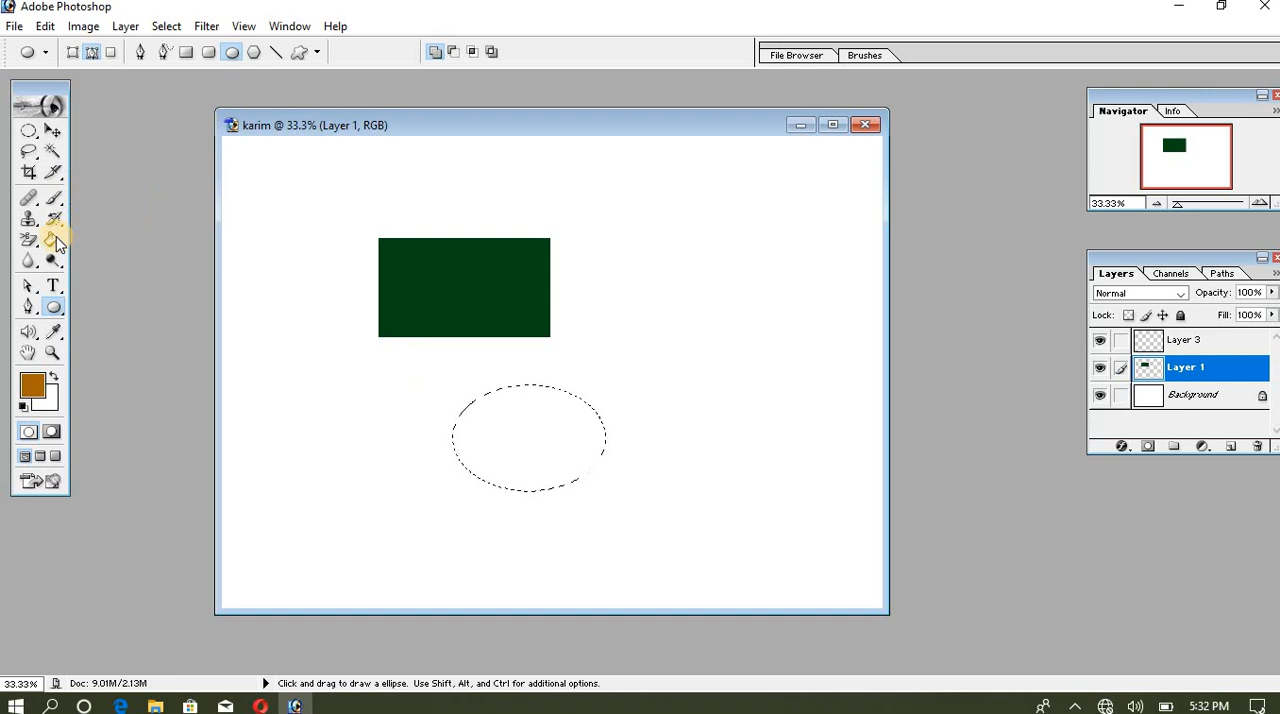 Adobe Photoshop
File Edit Image Layer Select Filter View Window Help
File Browser Brushes
karim @ 33.3% (Layer 1, RGB)
Navigator Info
33.33%
Layers Channels Paths
Normal Opacity: 100%
Lock: Fill: 100%
Layer 3
Layer 1
Background
T
33.33% Doc: 9.01M/2.13M Click and drag to draw a ellipse. Use Shift, Alt, and Ctrl for additional options.
5:32 PM